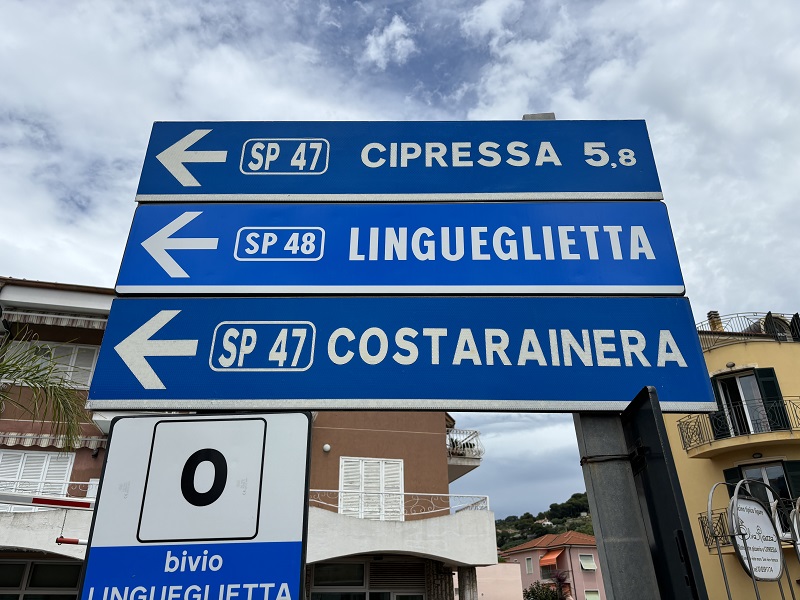 SP 47 CIPRESSA 5,8
SP 48 LINGUEGLIETTA
SP 47 COSTARAINERA
0
bivio
LINGUEGLIETTA